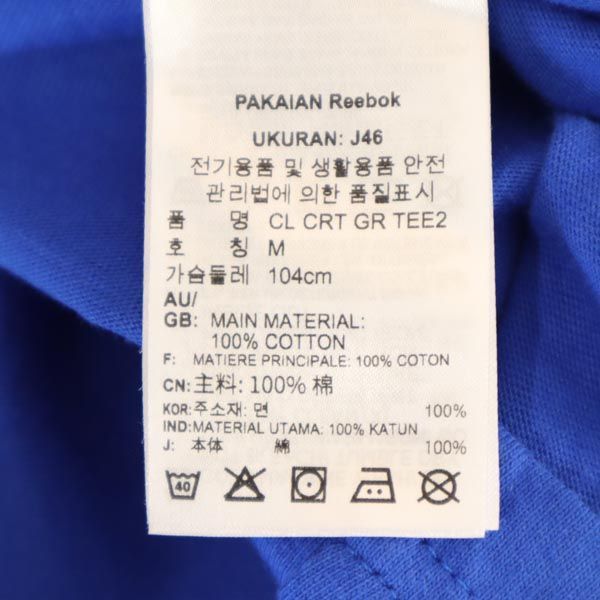 PAKAIAN Reebok
UKURAN: J46
전기용품 및 생활용품 안전
관리법에 의한 품질표시
품 명 CL CRT GR TEE2
호 칭 M
가슴둘레 104cm
AU/
GB: MAIN MATERIAL:
100% COTTON
F: MATIERE PRINCIPALE: 100% COTON
CN: 主料: 100% 棉
KOR: 주소재: 면 100%
IND: MATERIAL UTAMA: 100% KATUN
J: 本体 綿 100%
40